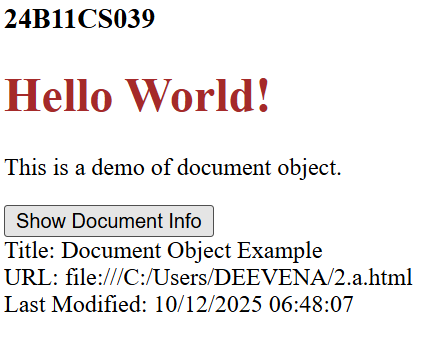 24B11CS039
Hello World!
This is a demo of document object.
Show Document Info
Title: Document Object Example
URL: file:///C:/Users/DEEVENA/2.a.html
Last Modified: 10/12/2025 06:48:07